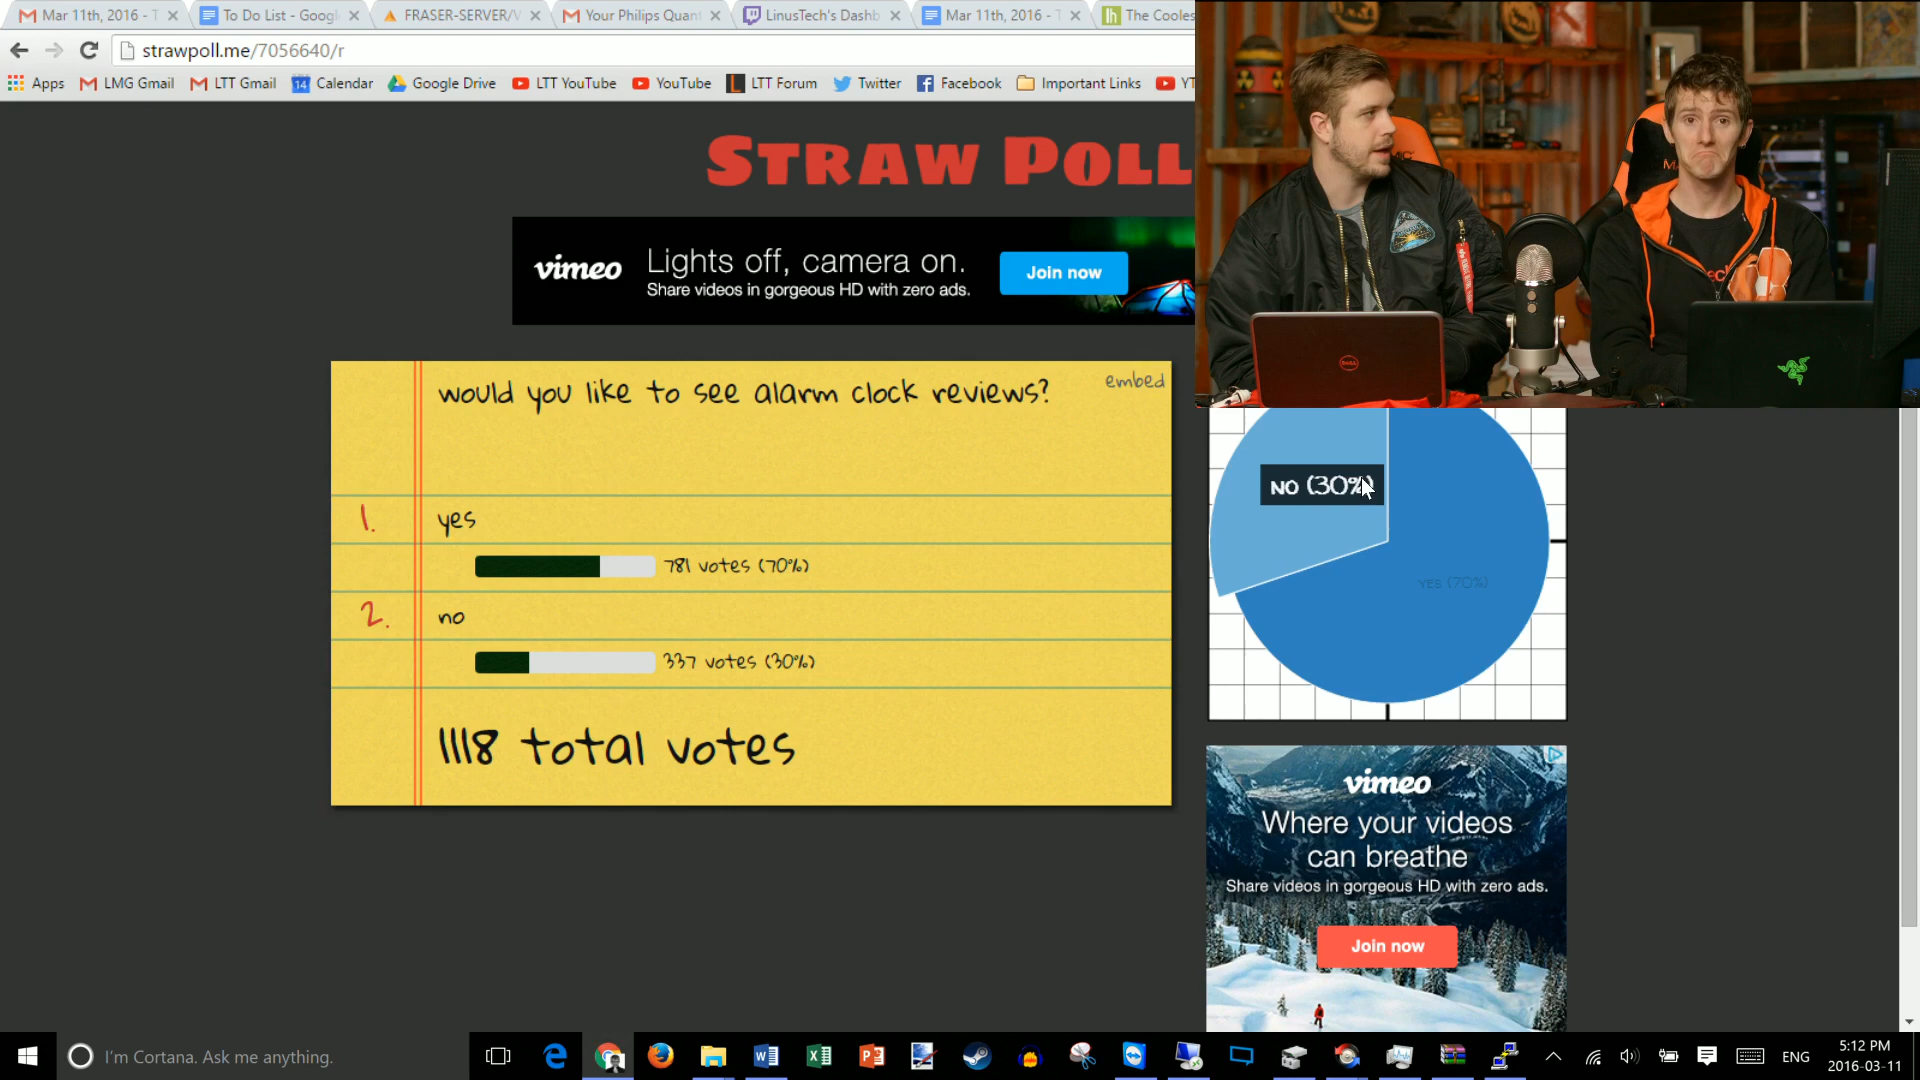 Mar 11th, 2016 - T
To Do List - Googl
FRASER-SERVER/V
Your Philips Quan
LinusTech's Dashb
Mar 11th, 2016 - T
The Cooles
strawpoll.me/7056640/r
Apps
LMG Gmail
LTT Gmail
14
Calendar
Google Drive
LTT YouTube
YouTube
LTT Forum
Twitter
Facebook
Important Links
YT
STRAW POLL
vimeo
Lights off, camera on.
Share videos in gorgeous HD with zero ads.
Join now
would you like to see alarm clock reviews?
embed
1.
yes
781 votes (70%)
2.
no
337 votes (30%)
1118 total votes
NO (30%)
YES (70%)
DELL
vimeo
Where your videos
can breathe
Share videos in gorgeous HD with zero ads.
Join now
I'm Cortana. Ask me anything.
ENG
5:12 PM
2016-03-11